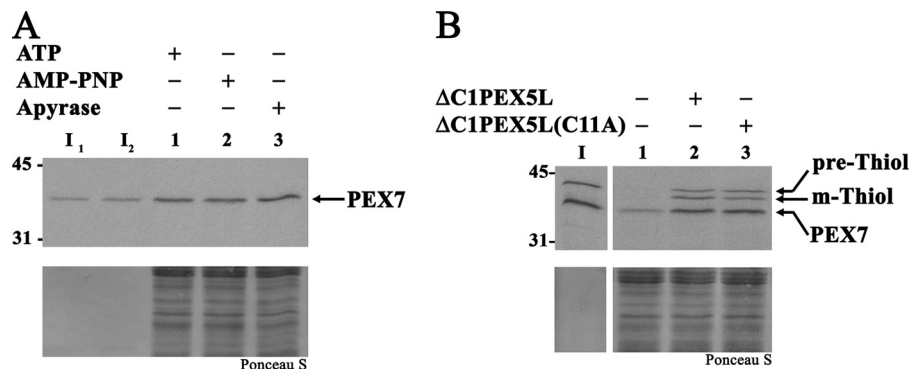 A
ATP + – –
AMP-PNP – + –
Apyrase – – +
I1 I2 1 2 3
45 -
PEX7
31 -
Ponceau S
B
ΔC1PEX5L – + –
ΔC1PEX5L(C11A) – – +
I 1 2 3
45-
pre-Thiol
m-Thiol
PEX7
31-
Ponceau S